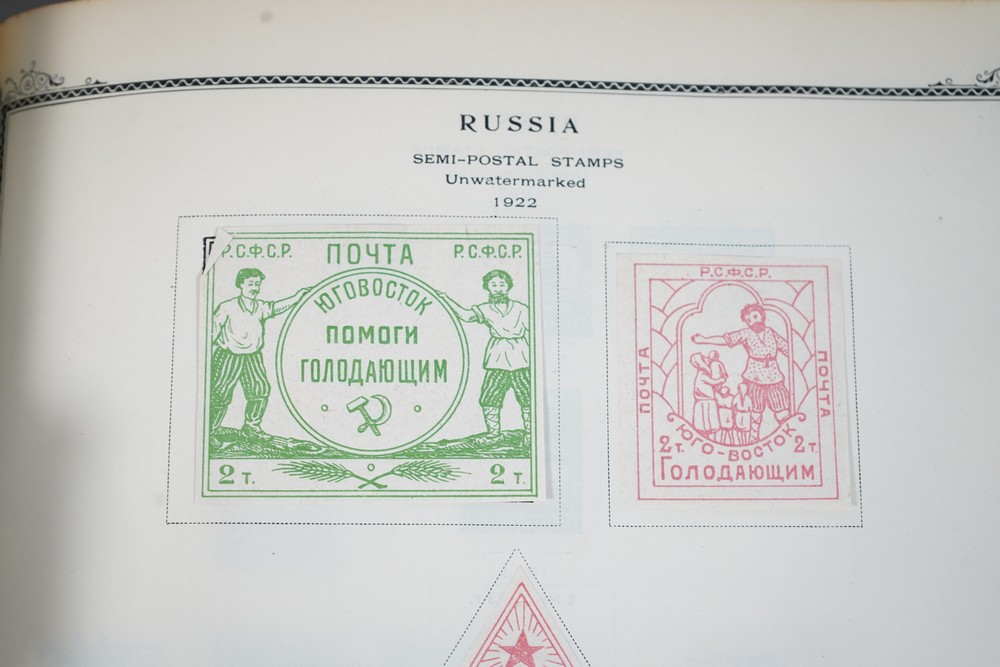 RUSSIA
SEMI-POSTAL STAMPS
Unwatermarked
1922
Р.С.Ф.С.Р. ПОЧТА Р.С.Ф.С.Р.
ЮГОВОСТОК
ПОМОГИ
ГОЛОДАЮЩИМ
2 Т. 2 Т.
Р.С.Ф.С.Р.
ПОЧТА ПОЧТА
ЮГО-ВОСТОК
2 Т. 2 Т.
ГОЛОДАЮЩИМ